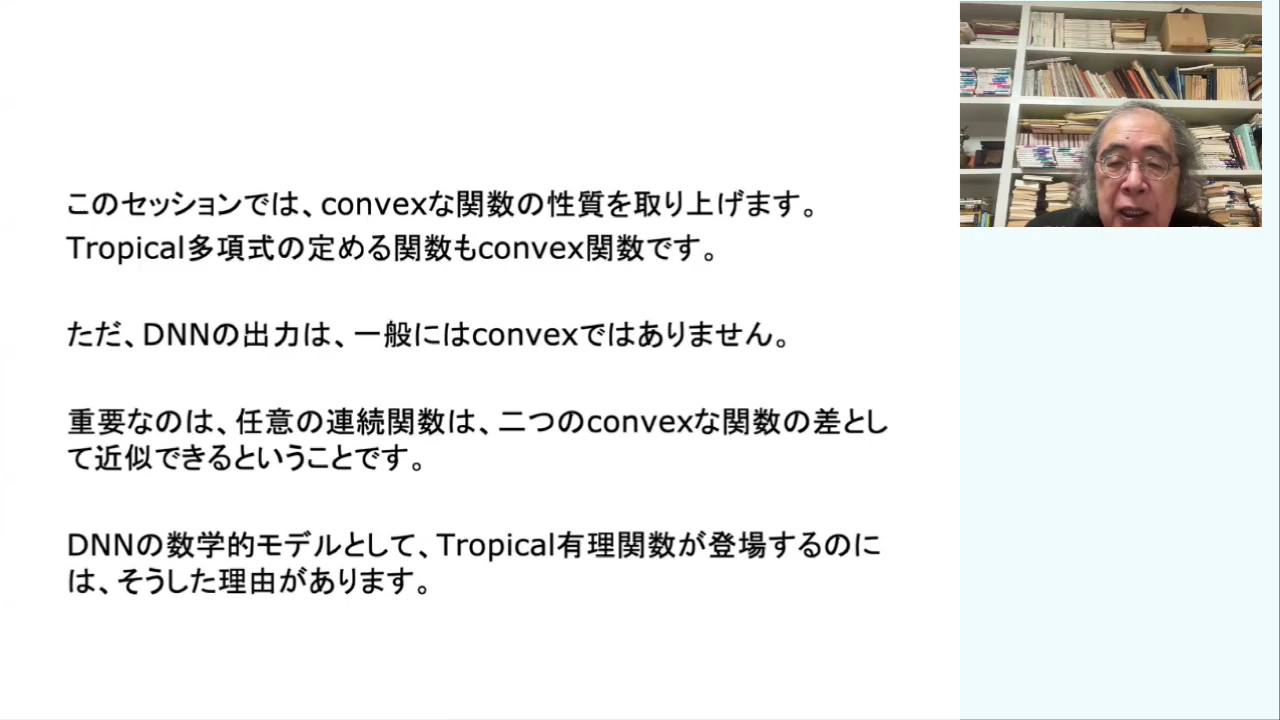 このセッションでは、convexな関数の性質を取り上げます。
Tropical多項式の定める関数もconvex関数です。
ただ、DNNの出力は、一般にはconvexではありません。
重要なのは、任意の連続関数は、二つのconvexな関数の差とし
て近似できるということです。
DNNの数学的モデルとして、Tropical有理関数が登場するのに
は、そうした理由があります。